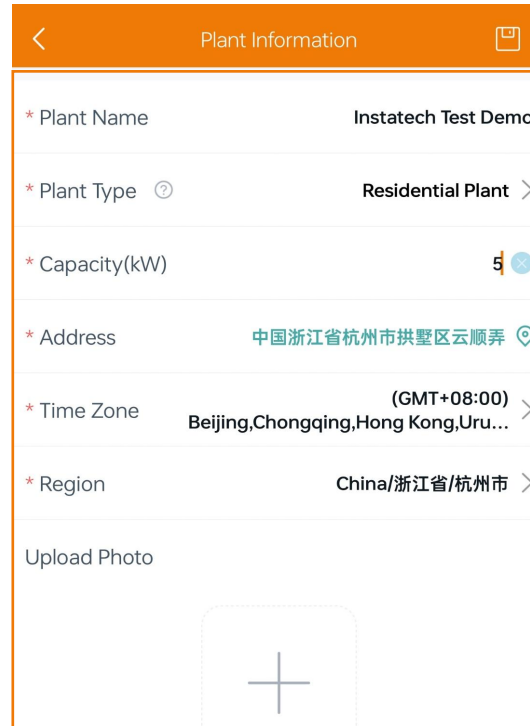 Plant Information
* Plant Name Instatech Test Demo
* Plant Type ? Residential Plant
* Capacity(kW) 5
* Address 中国浙江省杭州市拱墅区云顺弄
* Time Zone (GMT+08:00)
Beijing,Chongqing,Hong Kong,Uru...
* Region China/浙江省/杭州市
Upload Photo